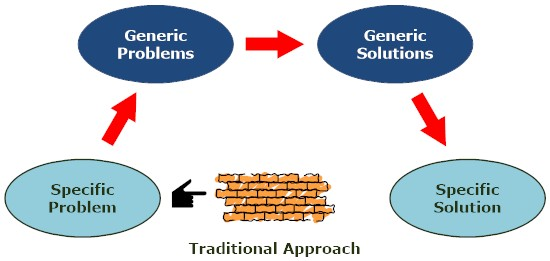 Generic
Problems
Generic
Solutions
Specific
Problem
Specific
Solution
Traditional Approach